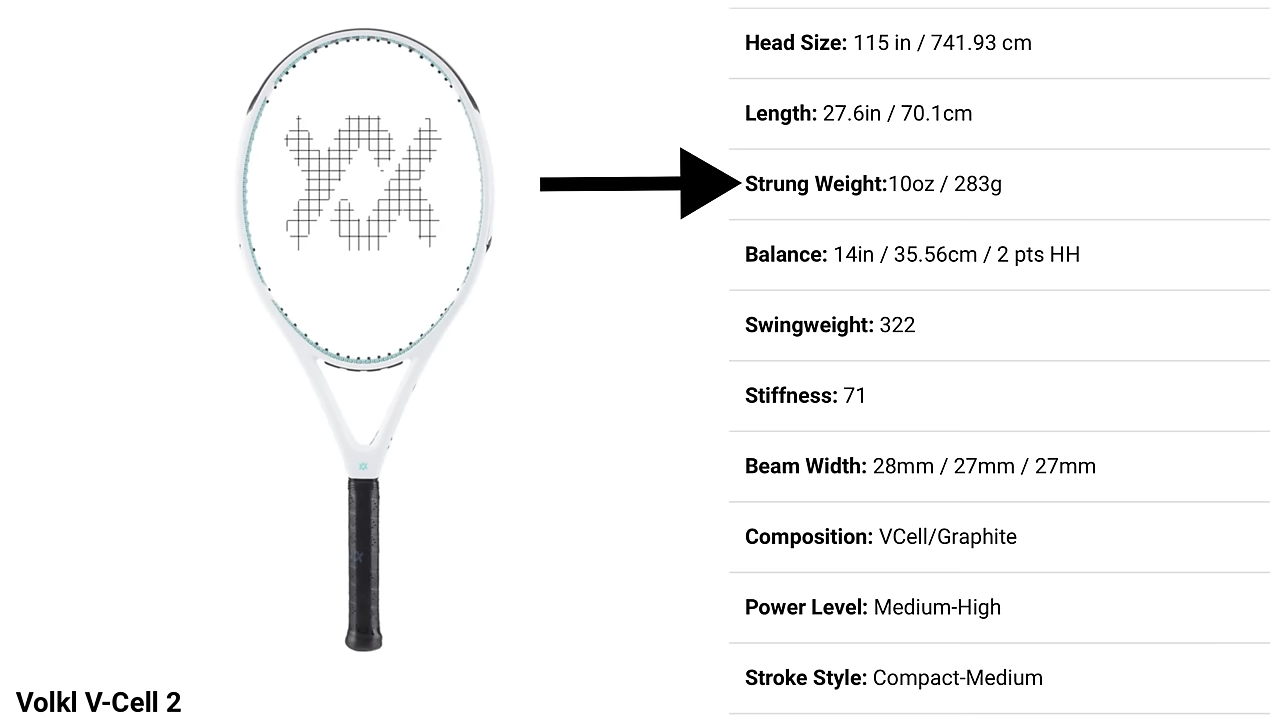 Head Size: 115 in / 741.93 cm
Length: 27.6in / 70.1cm
Strung Weight:10oz / 283g
Balance: 14in / 35.56cm / 2 pts HH
Swingweight: 322
Stiffness: 71
Beam Width: 28mm / 27mm / 27mm
Composition: VCell/Graphite
Power Level: Medium-High
Stroke Style: Compact-Medium
Volkl V-Cell 2